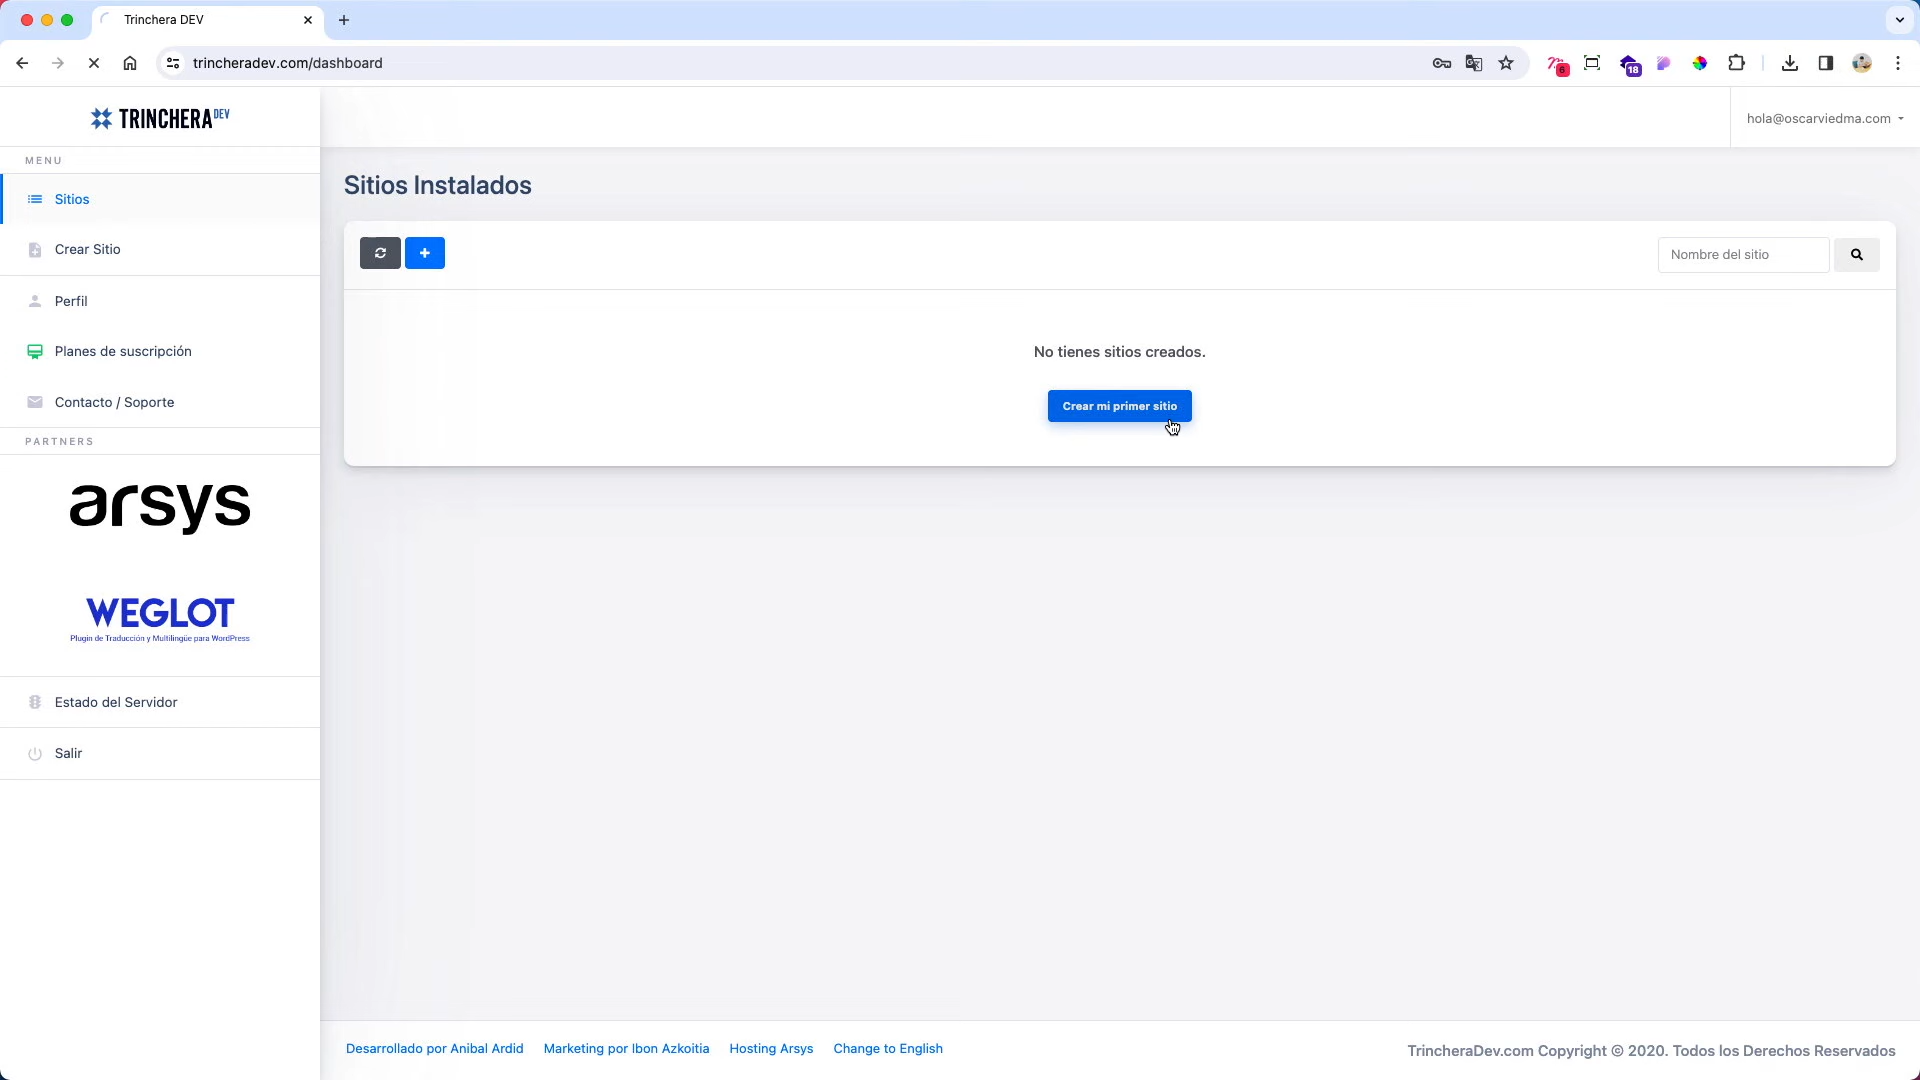 Trinchera DEV
trincheradev.com/dashboard
6
18
TRINCHERA DEV
hola@oscarviedma.com
MENU
Sitios
Crear Sitio
Perfil
Planes de suscripción
Contacto / Soporte
PARTNERS
arsys
WEGLOT
Plugin de Traducción y Multilingüe para WordPress
Estado del Servidor
Salir
Sitios Instalados
Nombre del sitio
No tienes sitios creados.
Crear mi primer sitio
Desarrollado por Anibal Ardid Marketing por Ibon Azkoitia Hosting Arsys Change to English
TrincheraDev.com Copyright © 2020. Todos los Derechos Reservados